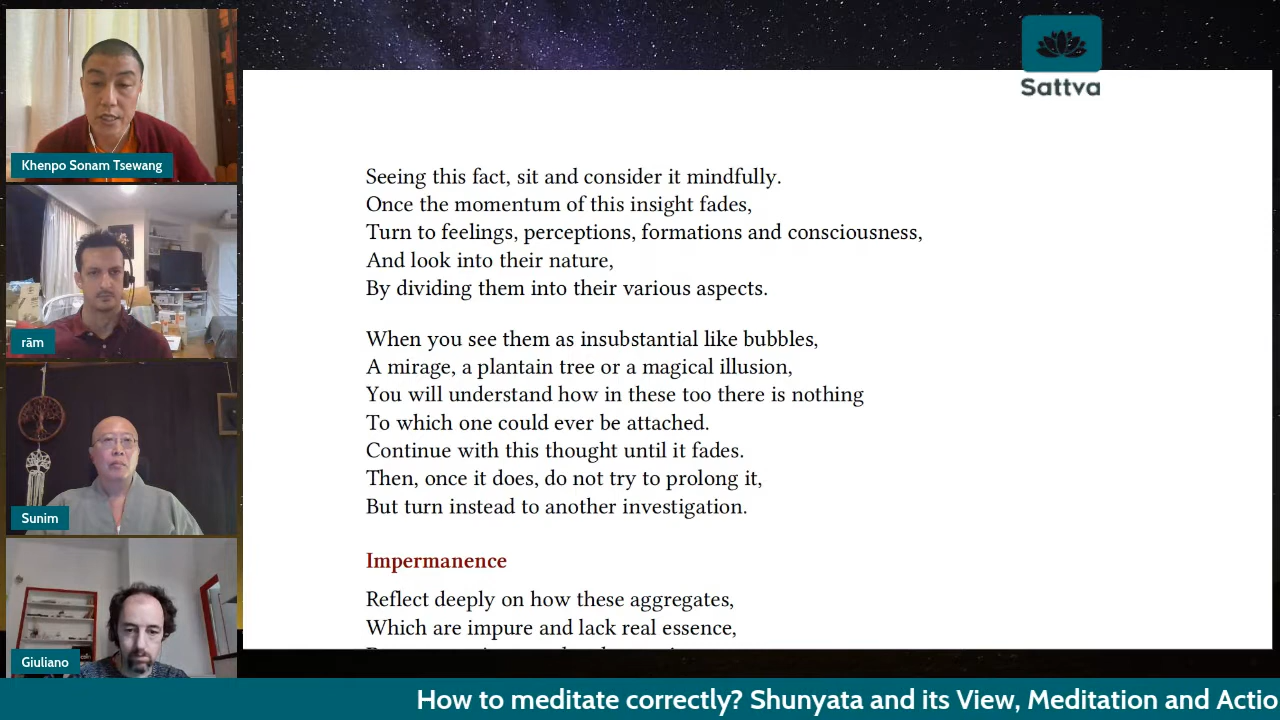 Sattva
Khenpo Sonam Tsewang
rām
Sunim
Giuliano
Seeing this fact, sit and consider it mindfully.
Once the momentum of this insight fades,
Turn to feelings, perceptions, formations and consciousness,
And look into their nature,
By dividing them into their various aspects.
When you see them as insubstantial like bubbles,
A mirage, a plantain tree or a magical illusion,
You will understand how in these too there is nothing
To which one could ever be attached.
Continue with this thought until it fades.
Then, once it does, do not try to prolong it,
But turn instead to another investigation.
Impermanence
Reflect deeply on how these aggregates,
Which are impure and lack real essence,
How to meditate correctly? Shunyata and its View, Meditation and Actio